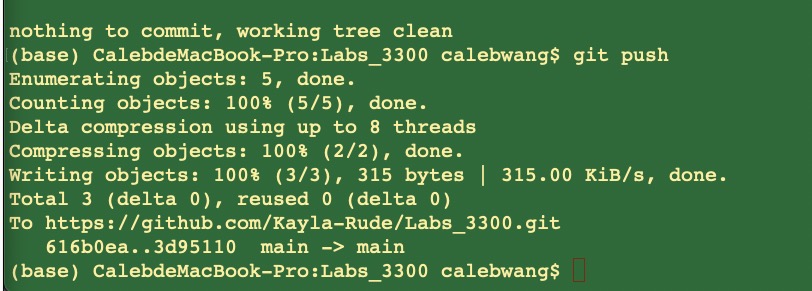 nothing to commit, working tree clean
(base) CalebdeMacBook-Pro:Labs_3300 calebwang$ git push
Enumerating objects: 5, done.
Counting objects: 100% (5/5), done.
Delta compression using up to 8 threads
Compressing objects: 100% (2/2), done.
Writing objects: 100% (3/3), 315 bytes | 315.00 KiB/s, done.
Total 3 (delta 0), reused 0 (delta 0)
To https://github.com/Kayla-Rude/Labs_3300.git
   616b0ea..3d95110  main -> main
(base) CalebdeMacBook-Pro:Labs_3300 calebwang$